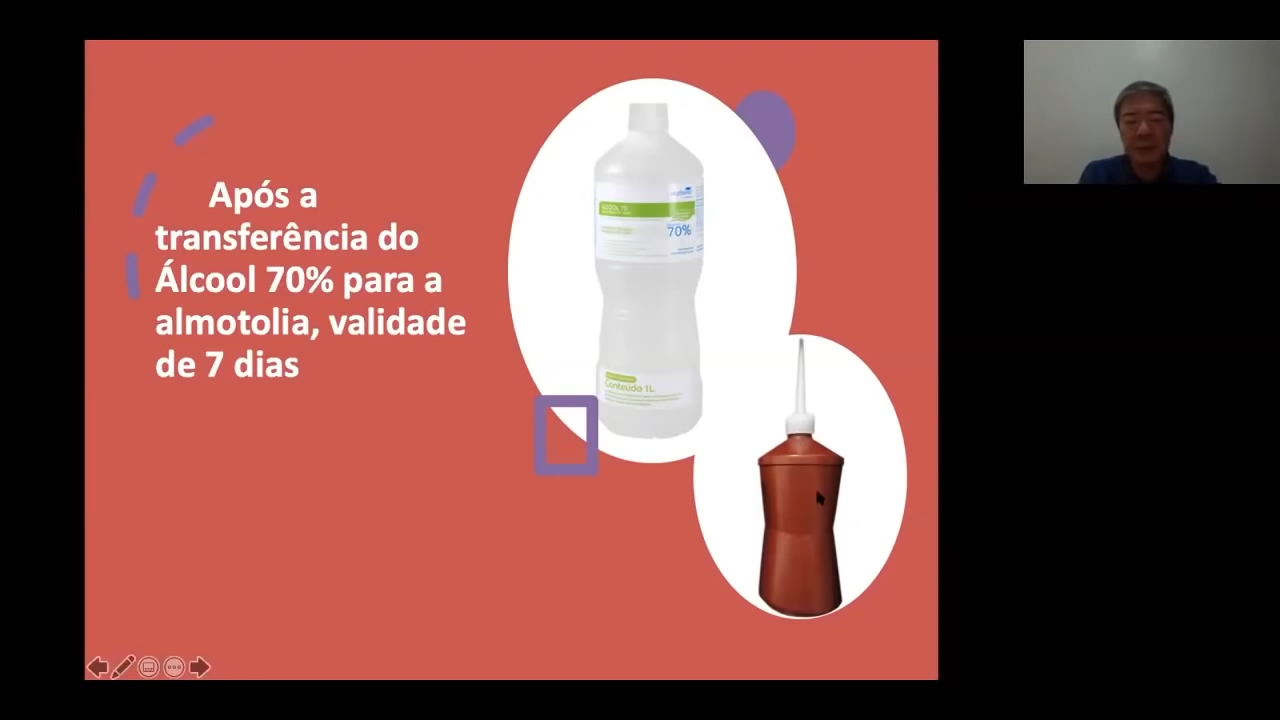 Após a
transferência do
Álcool 70% para a
almotolia, validade
de 7 dias
ÁLCOOL 70
70%
Conteúdo 1L